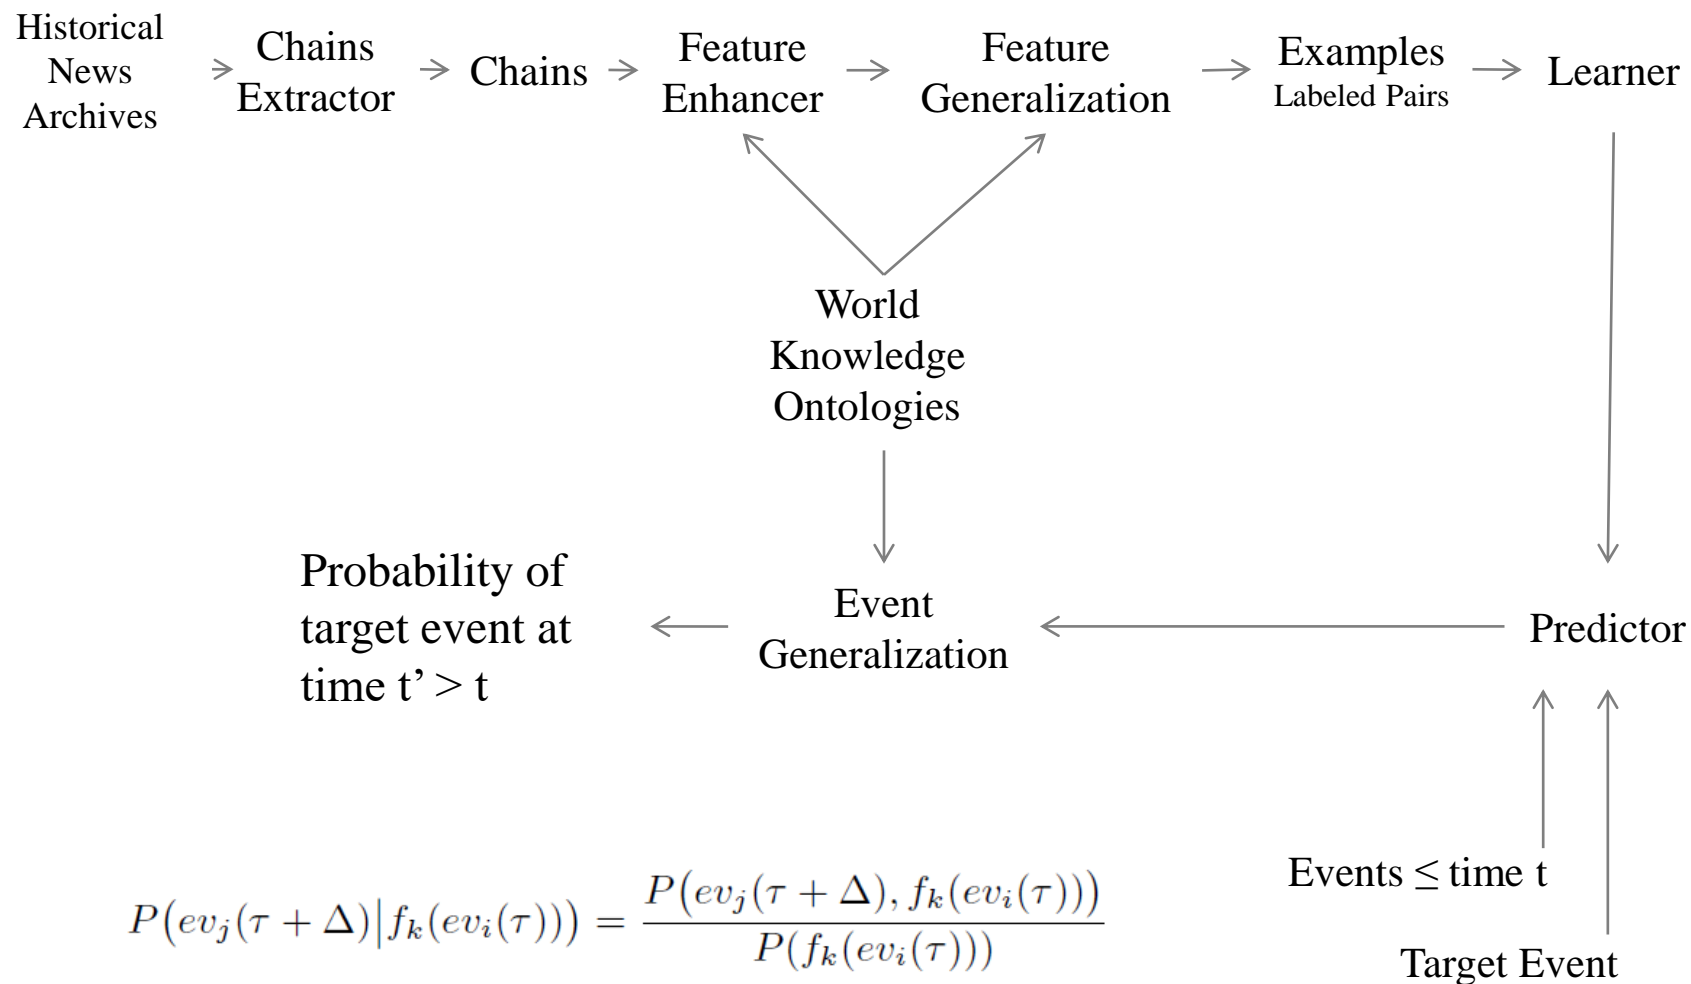 Historical
News
Archives
Chains
Extractor
Chains
Feature
Enhancer
Feature
Generalization
Examples
Labeled Pairs
Learner
World
Knowledge
Ontologies
Probability of
target event at
time t’ > t
Event
Generalization
Predictor
Events ≤ time t
Target Event
P(ev_j(τ + Δ)|f_k(ev_i(τ))) = P(ev_j(τ + Δ), f_k(ev_i(τ))) / P(f_k(ev_i(τ)))